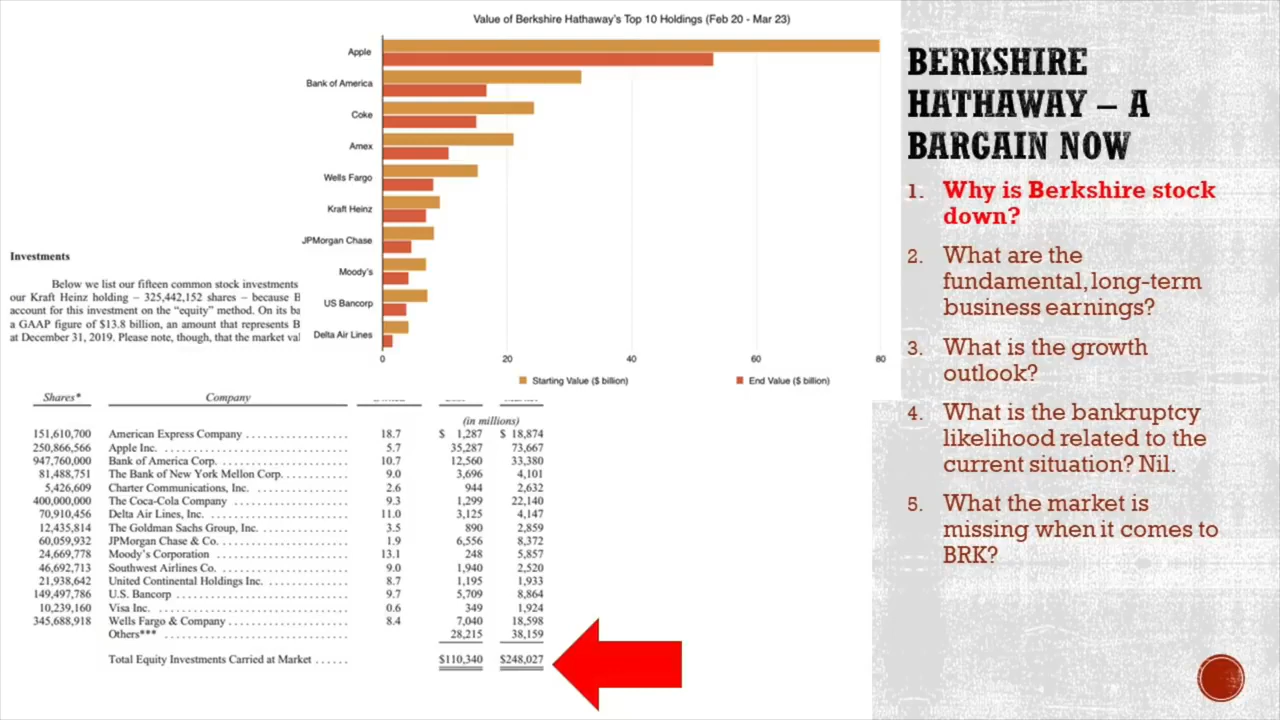 Value of Berkshire Hathaway's Top 10 Holdings (Feb 20 - Mar 23)
Apple
Bank of America
Coke
Amex
Wells Fargo
Kraft Heinz
JPMorgan Chase
Moody's
US Bancorp
Delta Air Lines
0 20 40 60 80
Starting Value ($ billion) End Value ($ billion)
Investments
Below we list our fifteen common stock investments
our Kraft Heinz holding – 325,442,152 shares – because B
account for this investment on the "equity" method. On its ba
a GAAP figure of $13.8 billion, an amount that represents B
at December 31, 2019. Please note, though, that the market val
Shares* Company
(in millions)
151,610,700 American Express Company . . . . . . . . . . . . . . . . . 18.7 $ 1,287 $ 18,874
250,866,566 Apple Inc. . . . . . . . . . . . . . . . . . . . . . . . . . . . . . . 5.7 35,287 73,667
947,760,000 Bank of America Corp. . . . . . . . . . . . . . . . . . . . . . 10.7 12,560 33,380
81,488,751 The Bank of New York Mellon Corp. . . . . . . . . . . . 9.0 3,696 4,101
5,426,609 Charter Communications, Inc. . . . . . . . . . . . . . . . . 2.6 944 2,632
400,000,000 The Coca-Cola Company . . . . . . . . . . . . . . . . . . . 9.3 1,299 22,140
70,910,456 Delta Air Lines, Inc. . . . . . . . . . . . . . . . . . . . . . . . 11.0 3,125 4,147
12,435,814 The Goldman Sachs Group, Inc. . . . . . . . . . . . . . . 3.5 890 2,859
60,059,932 JPMorgan Chase & Co. . . . . . . . . . . . . . . . . . . . . . 1.9 6,556 8,372
24,669,778 Moody's Corporation . . . . . . . . . . . . . . . . . . . . . . 13.1 248 5,857
46,692,713 Southwest Airlines Co. . . . . . . . . . . . . . . . . . . . . . 9.0 1,940 2,520
21,938,642 United Continental Holdings Inc. . . . . . . . . . . . . . 8.7 1,195 1,933
149,497,786 U.S. Bancorp . . . . . . . . . . . . . . . . . . . . . . . . . . . . 9.7 5,709 8,864
10,239,160 Visa Inc. . . . . . . . . . . . . . . . . . . . . . . . . . . . . . . . 0.6 349 1,924
345,688,918 Wells Fargo & Company . . . . . . . . . . . . . . . . . . . . 8.4 7,040 18,598
Others*** . . . . . . . . . . . . . . . . . . . . . . . . . . . . . . 28,215 38,159
Total Equity Investments Carried at Market . . . . . . $110,340 $248,027
BERKSHIRE
HATHAWAY – A
BARGAIN NOW
1. Why is Berkshire stock
down?
2. What are the
fundamental, long-term
business earnings?
3. What is the growth
outlook?
4. What is the bankruptcy
likelihood related to the
current situation? Nil.
5. What the market is
missing when it comes to
BRK?